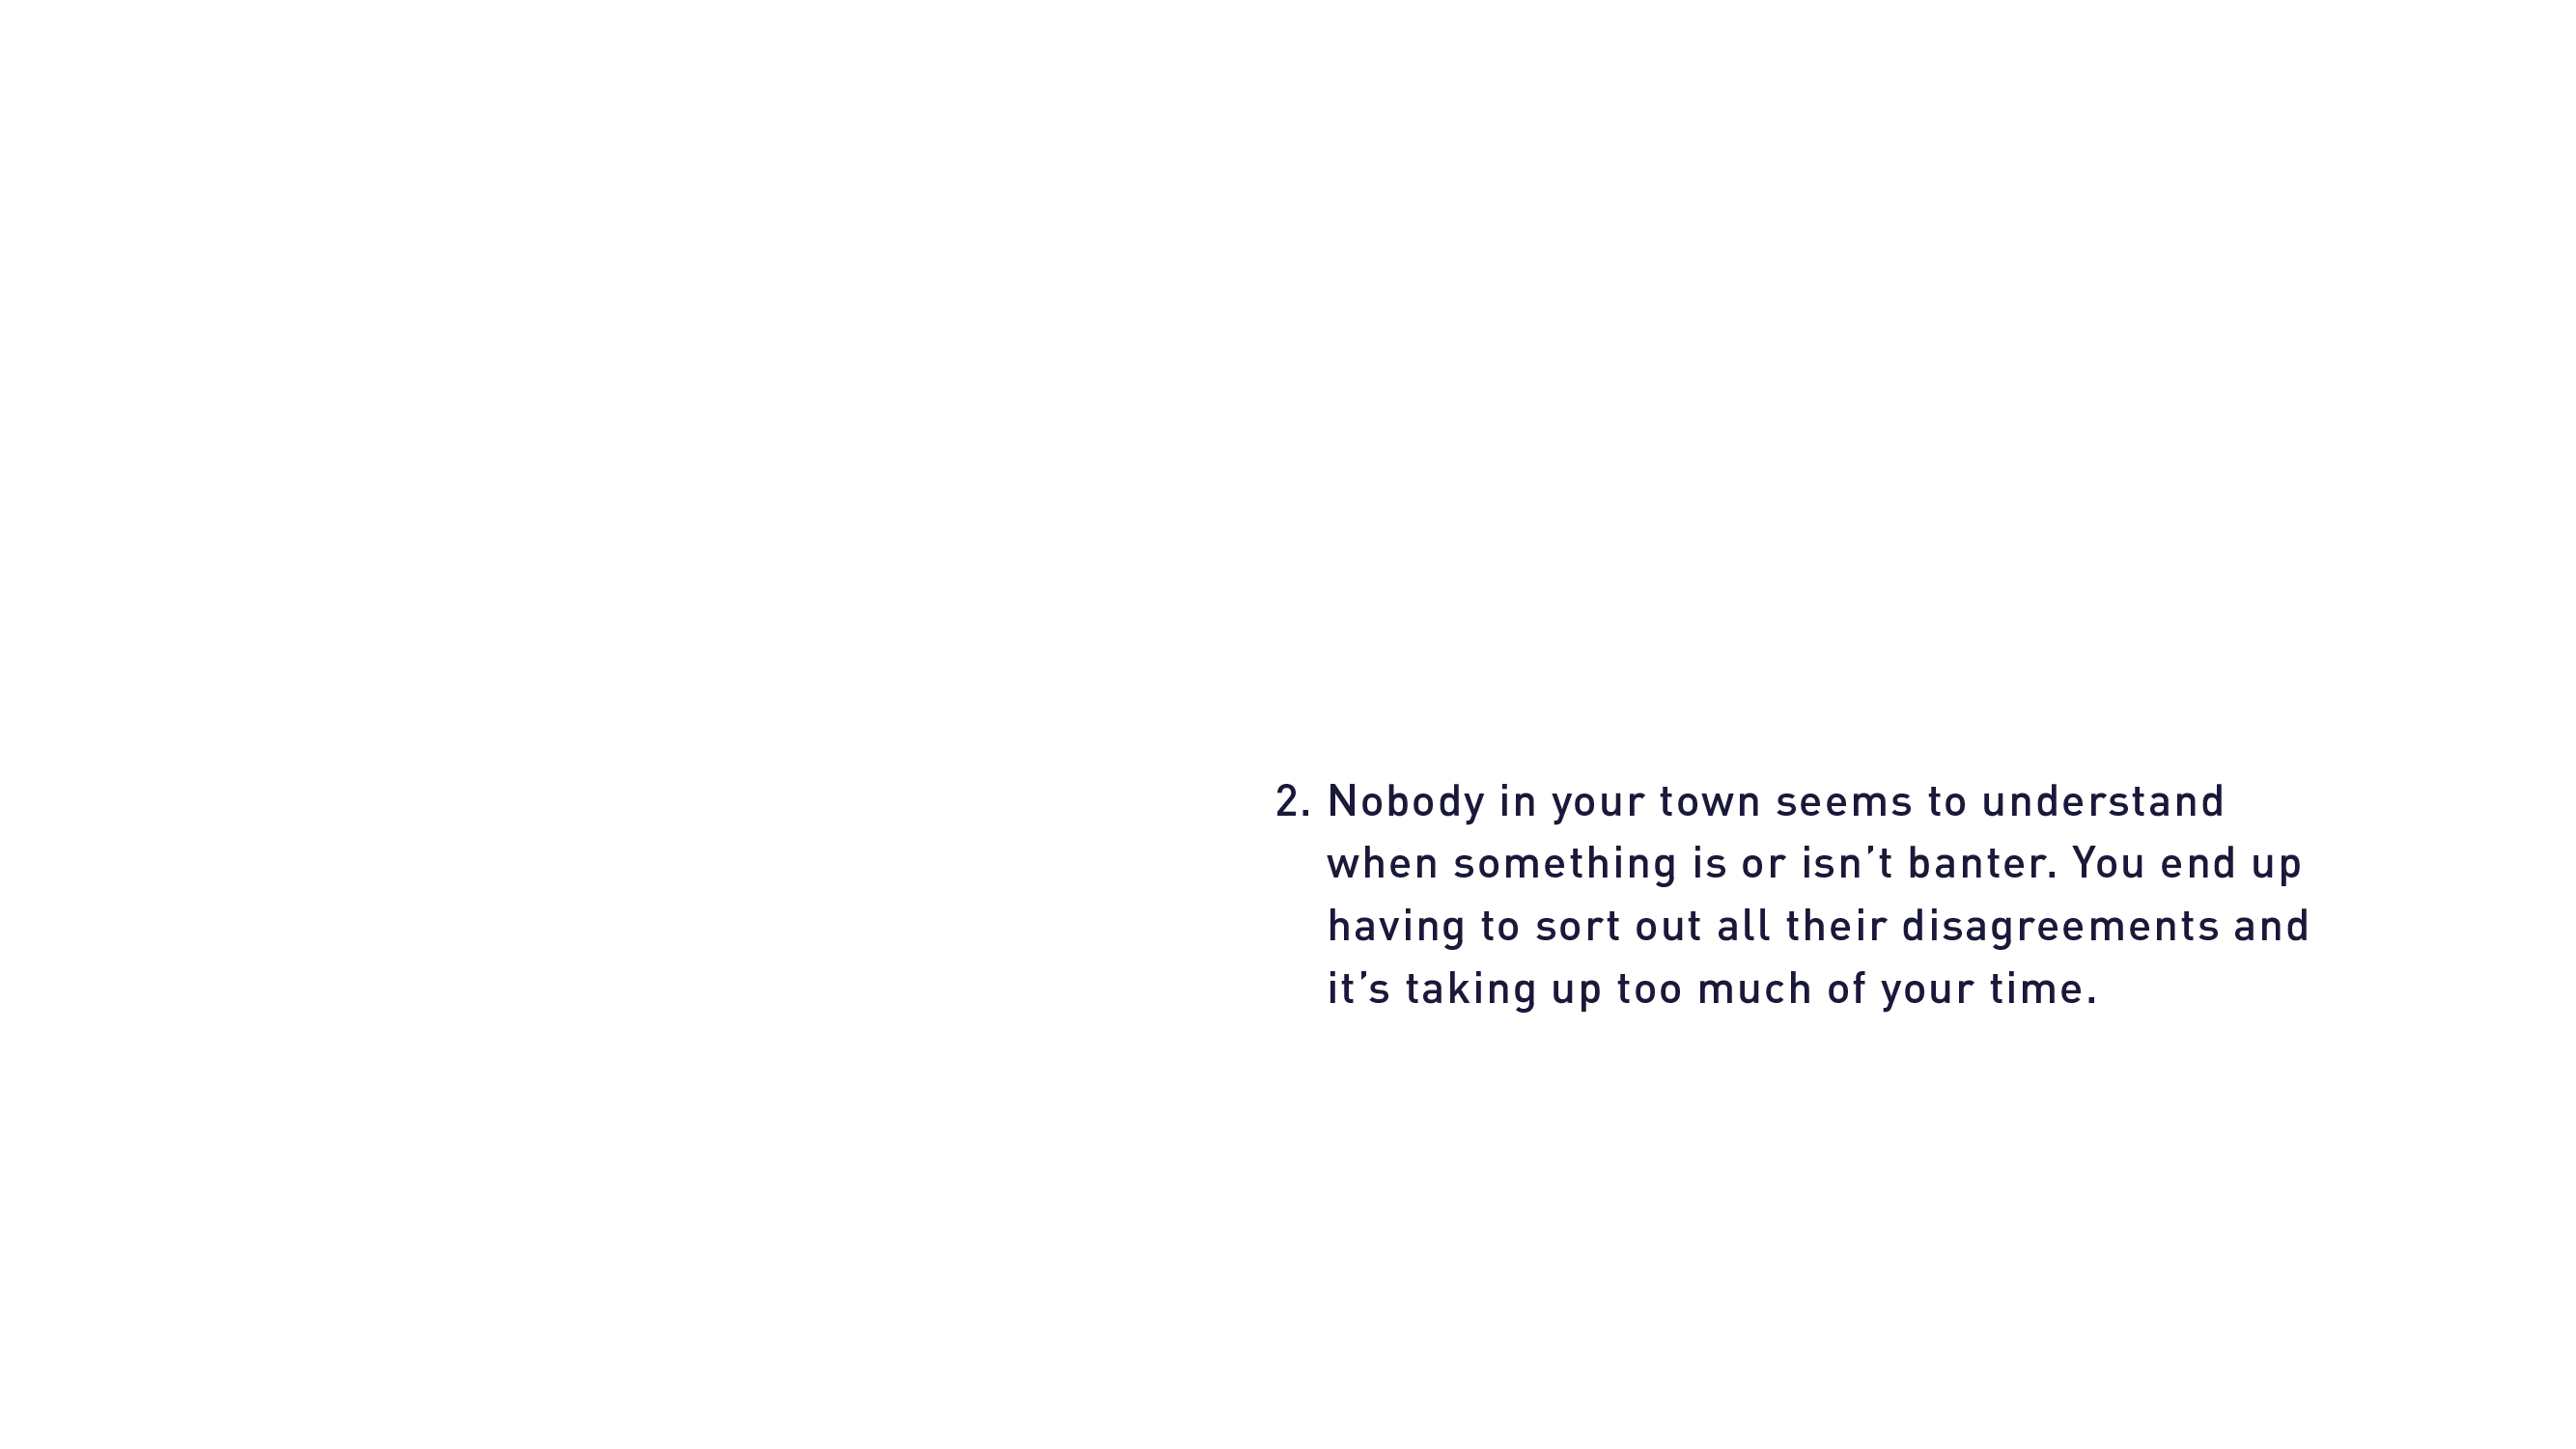 2. Nobody in your town seems to understand
when something is or isn’t banter. You end up
having to sort out all their disagreements and
it’s taking up too much of your time.